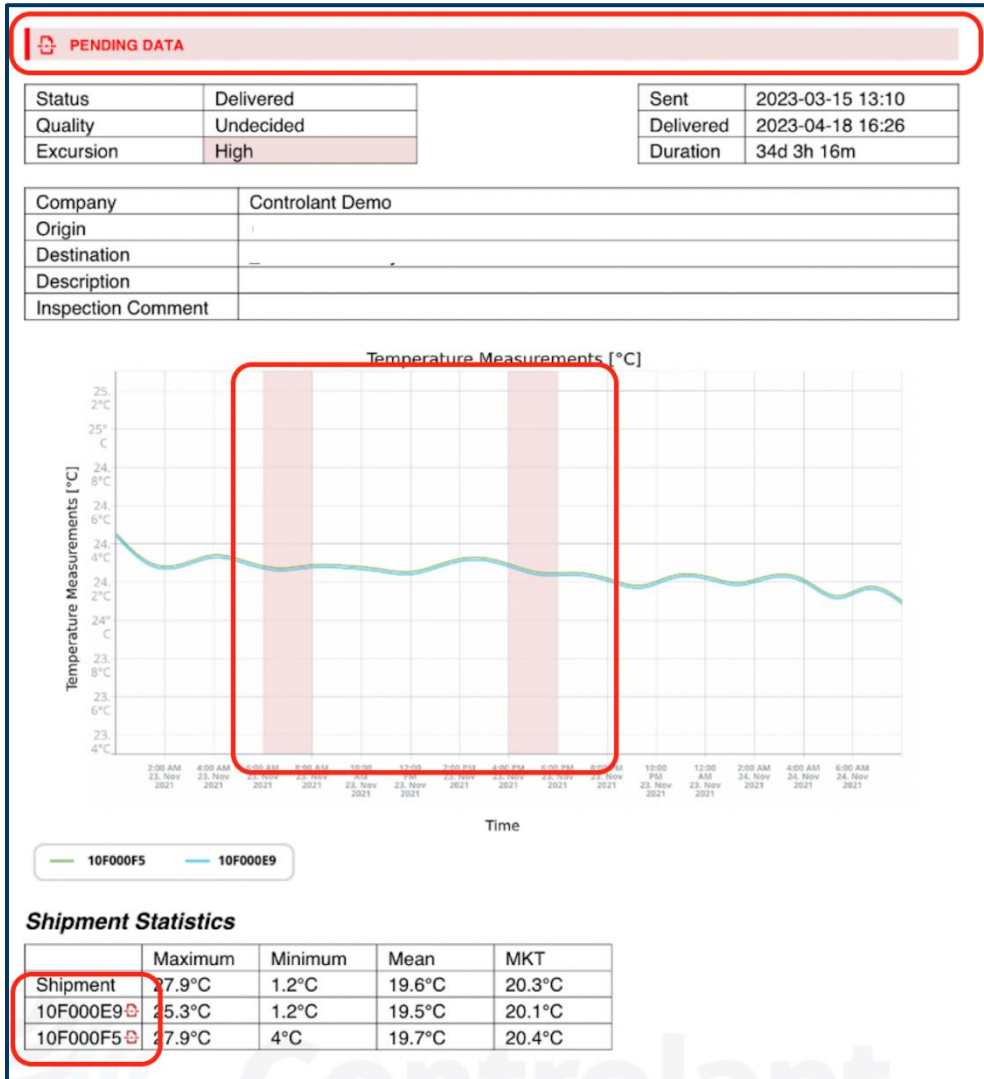 PENDING DATA
Status Delivered
Quality Undecided
Excursion High
Sent 2023-03-15 13:10
Delivered 2023-04-18 16:26
Duration 34d 3h 16m
Company Controlant Demo
Origin
Destination
Description
Inspection Comment
Temperature Measurements [°C]
Temperature Measurements [°C]
25.
2°C
25°
C
24.
8°C
24.
6°C
24.
4°C
24.
2°C
24°
C
23.
8°C
23.
6°C
23.
4°C
2:00 AM 4:00 AM 6:00 AM 8:00 AM 10:00 12:00 2:00 PM 4:00 PM 6:00 PM 8:00 PM 10:00 12:00 2:00 AM 4:00 AM 6:00 AM
23. Nov 23. Nov 23. Nov 23. Nov AM PM 23. Nov 23. Nov 23. Nov 23. Nov PM AM 24. Nov 24. Nov 24. Nov
2021 2021 2021 2021 23. Nov 23. Nov 2021 2021 2021 2021 23. Nov 23. Nov 2021 2021 2021
2021 2021 2021 2021
Time
10F000F5 10F000E9
Shipment Statistics
Maximum Minimum Mean MKT
Shipment 27.9°C 1.2°C 19.6°C 20.3°C
10F000E9 25.3°C 1.2°C 19.5°C 20.1°C
10F000F5 27.9°C 4°C 19.7°C 20.4°C
Controlant